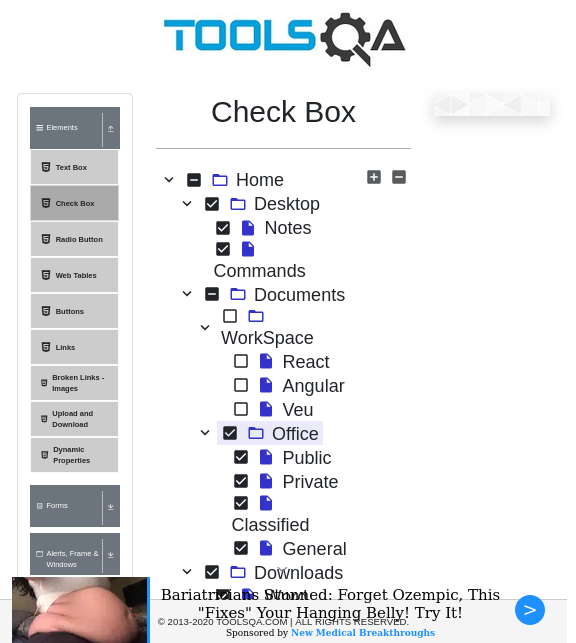 TOOLSQA
Elements
Text Box
Check Box
Radio Button
Web Tables
Buttons
Links
Broken Links -
Images
Upload and
Download
Dynamic
Properties
Forms
Alerts, Frame &
Windows
Check Box
Home
Desktop
Notes
Commands
Documents
WorkSpace
React
Angular
Veu
Office
Public
Private
Classified
General
Downloads
Bariatricians Stunned: Forget Ozempic, This
"Fixes" Your Hanging Belly! Try It!
© 2013-2020 TOOLSQA.COM | ALL RIGHTS RESERVED.
Sponsored by New Medical Breakthroughs